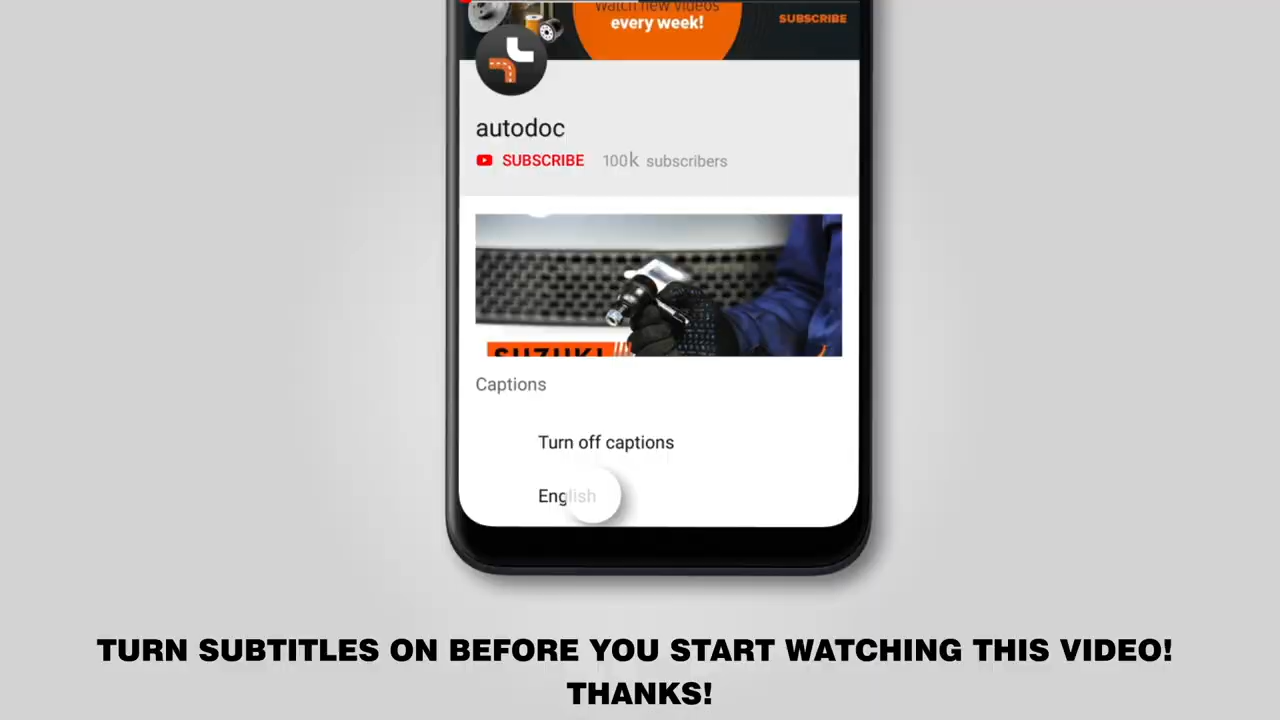 Watch new videos
every week!
SUBSCRIBE
autodoc
SUBSCRIBE 100k subscribers
SUZUKI
Captions
Turn off captions
English
TURN SUBTITLES ON BEFORE YOU START WATCHING THIS VIDEO!
THANKS!